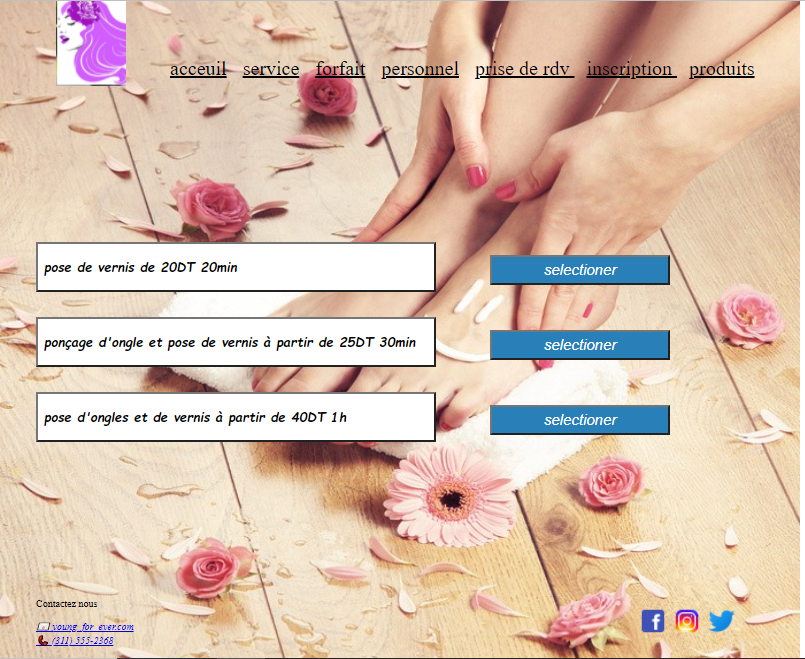 acceuil service forfait personnel prise de rdv inscription produits
pose de vernis de 20DT 20min
selectioner
ponçage d'ongle et pose de vernis à partir de 25DT 30min
selectioner
pose d'ongles et de vernis à partir de 40DT 1h
selectioner
Contactez nous
young_for_ever.com
(311) 555-2368